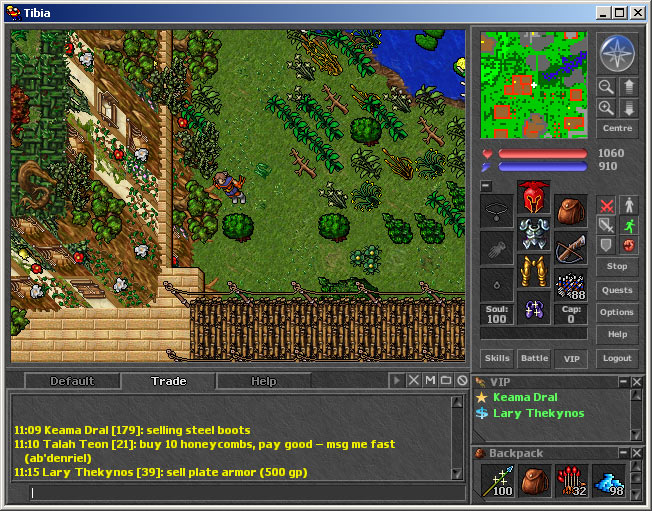 Tibia
Centre
1060
910
88
Soul:
100
Cap:
0
Stop
Quests
Options
Help
Skills
Battle
VIP
Logout
Default
Trade
Help
M
11:09 Keama Dral [179]: selling steel boots
11:10 Talah Teon [21]: buy 10 honeycombs, pay good – msg me fast
(ab'denriel)
11:15 Lary Thekynos [39]: sell plate armor (500 gp)
VIP
Keama Dral
Lary Thekynos
Backpack
100
32
98